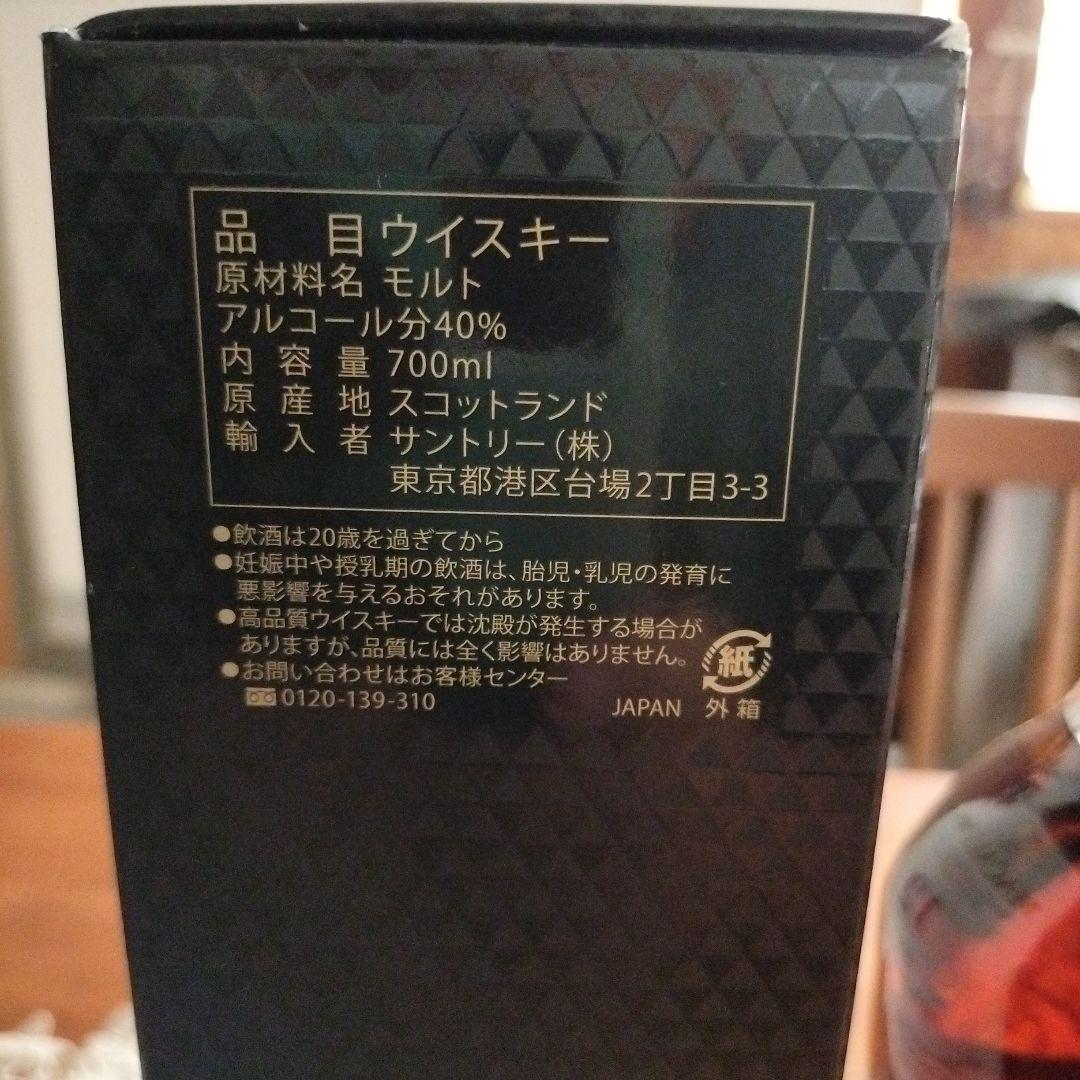 品 目 ウイスキー
原材料名 モルト
アルコール分40%
内容量 700ml
原産地 スコットランド
輸入者 サントリー(株)
東京都港区台場2丁目3-3
●飲酒は20歳を過ぎてから
●妊娠中や授乳期の飲酒は、胎児・乳児の発育に
悪影響を与えるおそれがあります。
●高品質ウイスキーでは沈殿が発生する場合が
ありますが、品質には全く影響はありません。
●お問い合わせはお客様センター
0120-139-310
紙
JAPAN 外箱